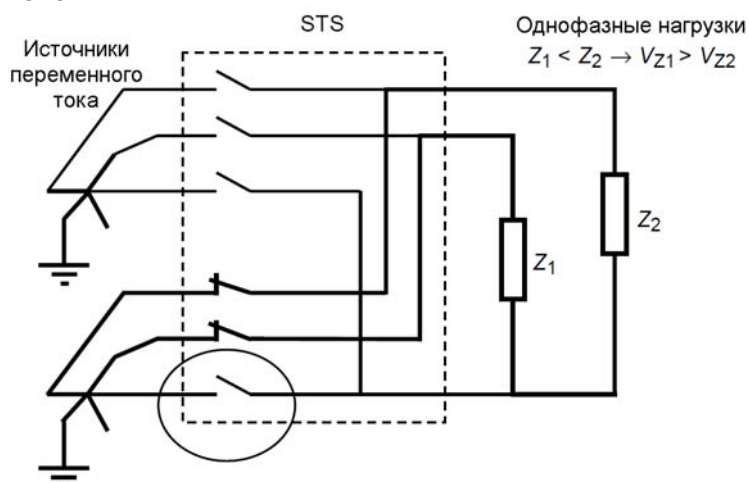 STS
Источники
переменного
тока
Однофазные нагрузки
Z1 < Z2 → VZ1 > VZ2
Z1
Z2